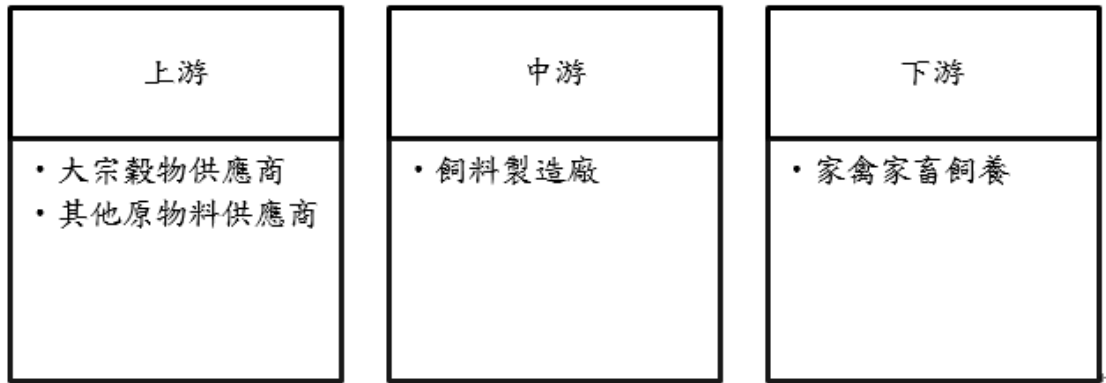 上游
・大宗穀物供應商
・其他原物料供應商
中游
・飼料製造廠
下游
・家禽家畜飼養